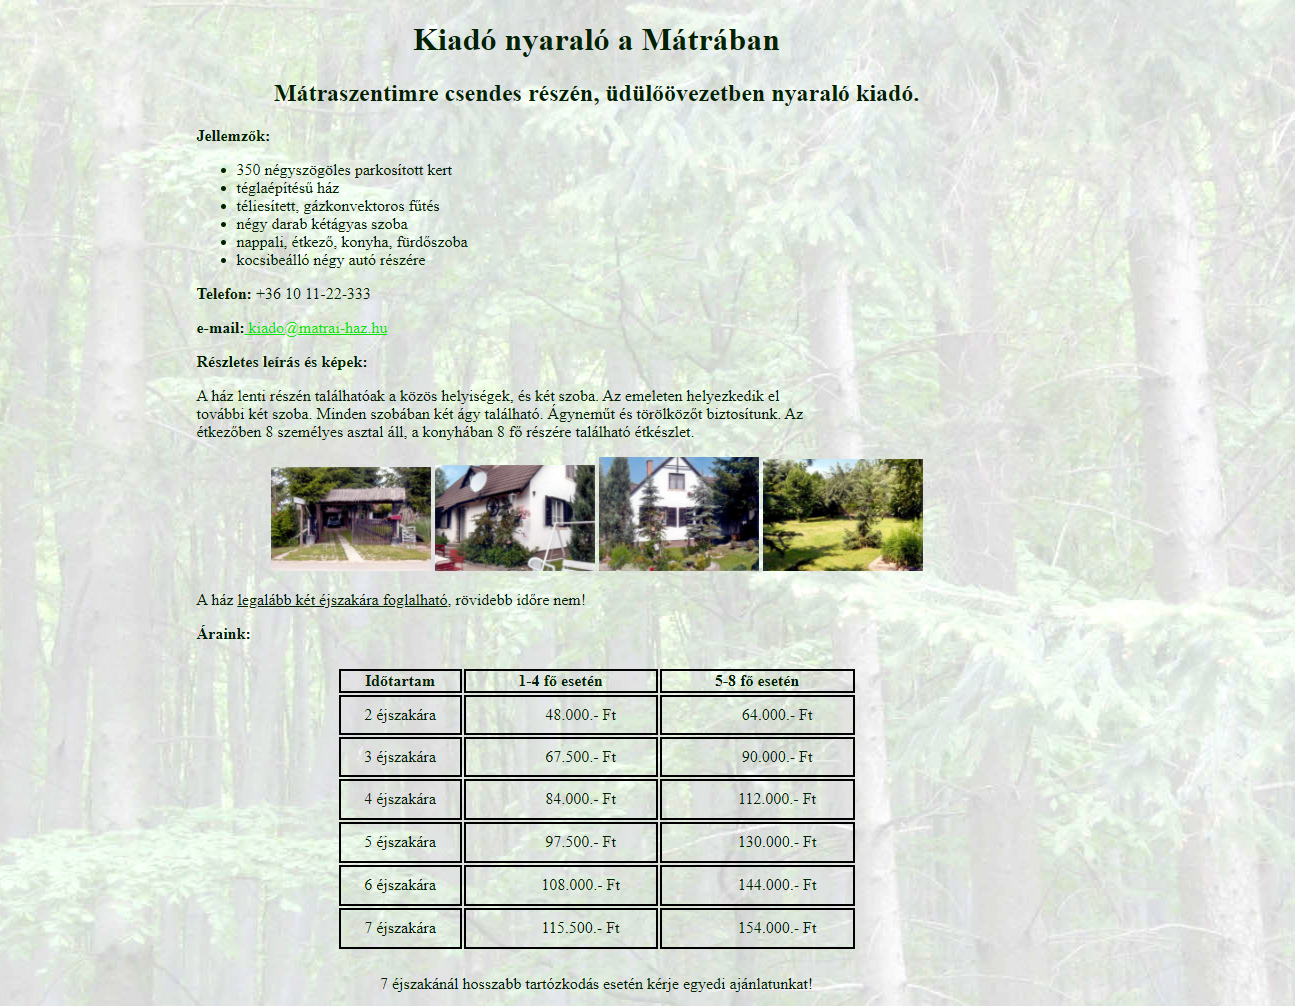 Kiadó nyaraló a Mátrában
Mátraszentimre csendes részén, üdülőövezetben nyaraló kiadó.
Jellemzők:
• 350 négyszögöles parkosított kert
• téglaépítésű ház
• téliesített, gázkonvektoros fűtés
• négy darab kétágyas szoba
• nappali, étkező, konyha, fürdőszoba
• kocsibeálló négy autó részére
Telefon: +36 10 11-22-333
e-mail: kiado@matrai-haz.hu
Részletes leírás és képek:
A ház lenti részén találhatóak a közös helyiségek, és két szoba. Az emeleten helyezkedik el
további két szoba. Minden szobában két ágy található. Ágyneműt és törölközőt biztosítunk. Az
étkezőben 8 személyes asztal áll, a konyhában 8 fő részére található étkészlet.
A ház legalább két éjszakára foglalható, rövidebb időre nem!
Áraink:
Időtartam 1-4 fő esetén 5-8 fő esetén
2 éjszakára 48.000.- Ft 64.000.- Ft
3 éjszakára 67.500.- Ft 90.000.- Ft
4 éjszakára 84.000.- Ft 112.000.- Ft
5 éjszakára 97.500.- Ft 130.000.- Ft
6 éjszakára 108.000.- Ft 144.000.- Ft
7 éjszakára 115.500.- Ft 154.000.- Ft
7 éjszakánál hosszabb tartózkodás esetén kérje egyedi ajánlatunkat!